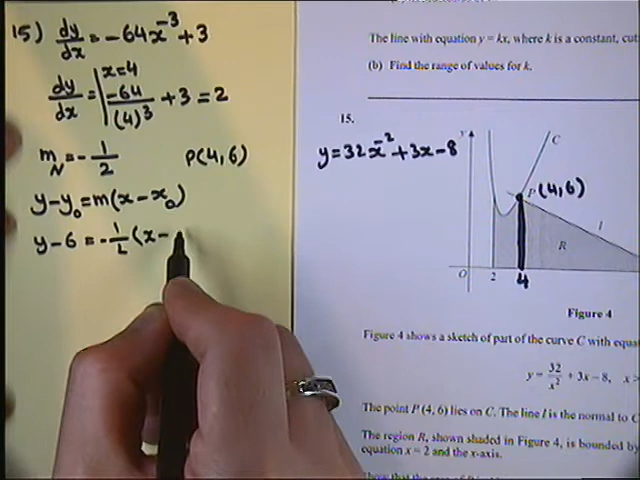 15) dy/dx = -64x⁻³ + 3
dy/dx = | x=4 -64/(4)³ + 3 = 2
m_N = -1/2 P(4,6)
y-y₀ = m(x-x₀)
y-6 = -1/2 (x-
The line with equation y = kx, where k is a constant, cut
(b) Find the range of values for k.
15.
y = 32x⁻² + 3x - 8
y
C
P (4,6)
l
R
O 2 4
Figure 4
Figure 4 shows a sketch of part of the curve C with equa
y = 32/x² + 3x – 8, x >
The point P (4, 6) lies on C. The line l is the normal to C
The region R, shown shaded in Figure 4, is bounded by
equation x = 2 and the x-axis.